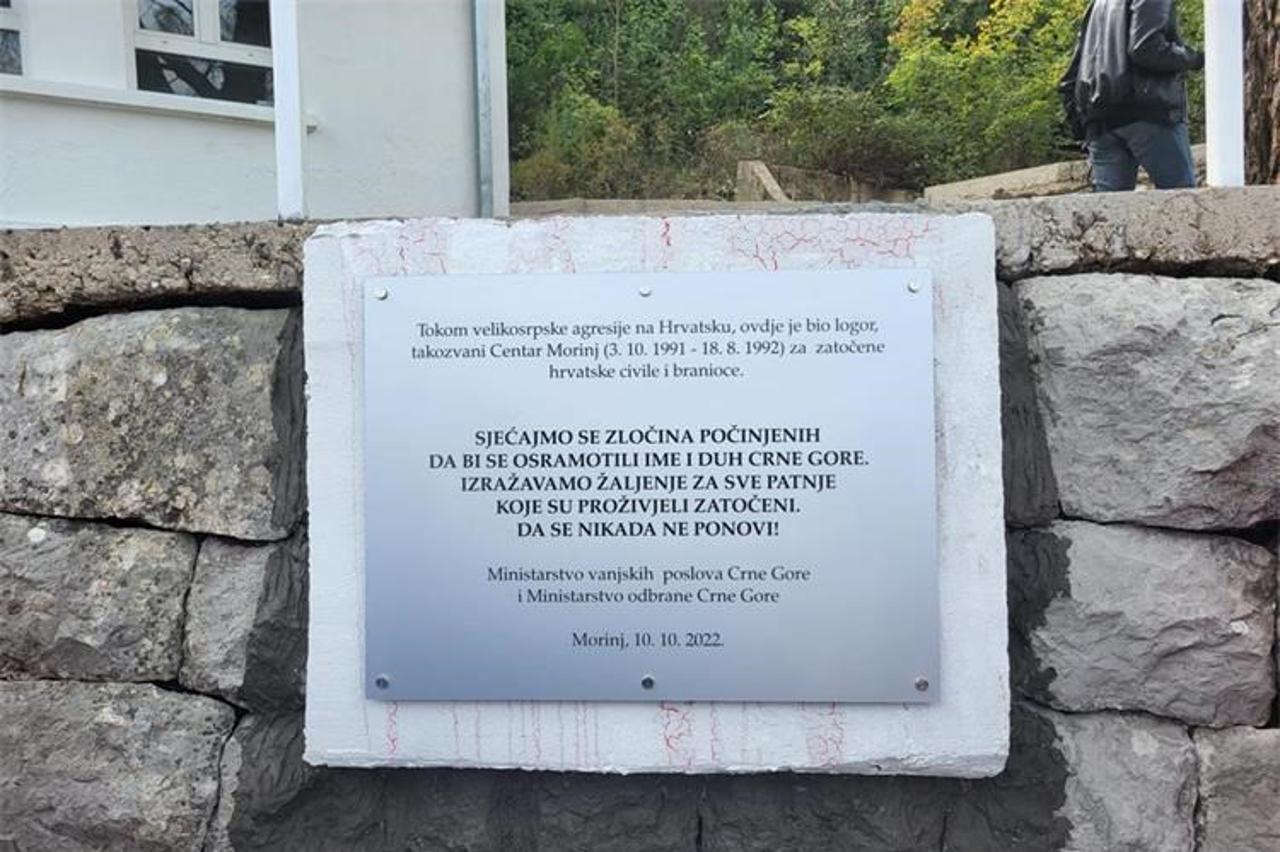 Tokom velikosrpske agresije na Hrvatsku, ovdje je bio logor,
takozvani Centar Morinj (3. 10. 1991 - 18. 8. 1992) za zatočene
hrvatske civile i branioce.
SJEĆAJMO SE ZLOČINA POČINJENIH
DA BI SE OSRAMOTILI IME I DUH CRNE GORE.
IZRAŽAVAMO ŽALJENJE ZA SVE PATNJE
KOJE SU PROŽIVJELI ZATOČENI.
DA SE NIKADA NE PONOVI!
Ministarstvo vanjskih poslova Crne Gore
i Ministarstvo odbrane Crne Gore
Morinj, 10. 10. 2022.